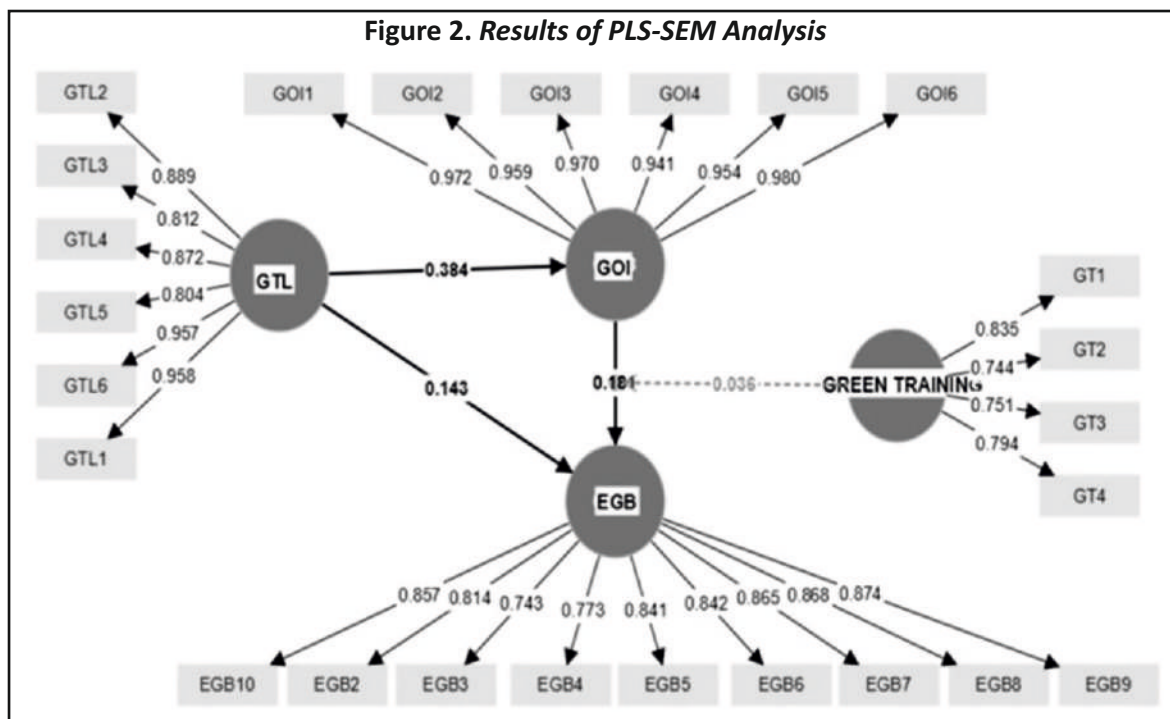 Figure 2. Results of PLS-SEM Analysis
GTL2
GOI1
GOI2
GOI3
GOI4
GOI5
GOI6
GTL3
0.889
0.972
0.959
0.970
0.941
0.954
0.980
0.812
GTL4
0.872
GTL
0.384
GOI
GTL5
0.804
0.957
GTL6
0.958
GTL1
0.143
0.036
GREEN TRAINING
0.835
0.744
0.751
0.794
GT1
GT2
GT3
GT4
EGB
0.857
0.814
0.743
0.773
0.841
0.842
0.865
0.868
0.874
EGB10
EGB2
EGB3
EGB4
EGB5
EGB6
EGB7
EGB8
EGB9